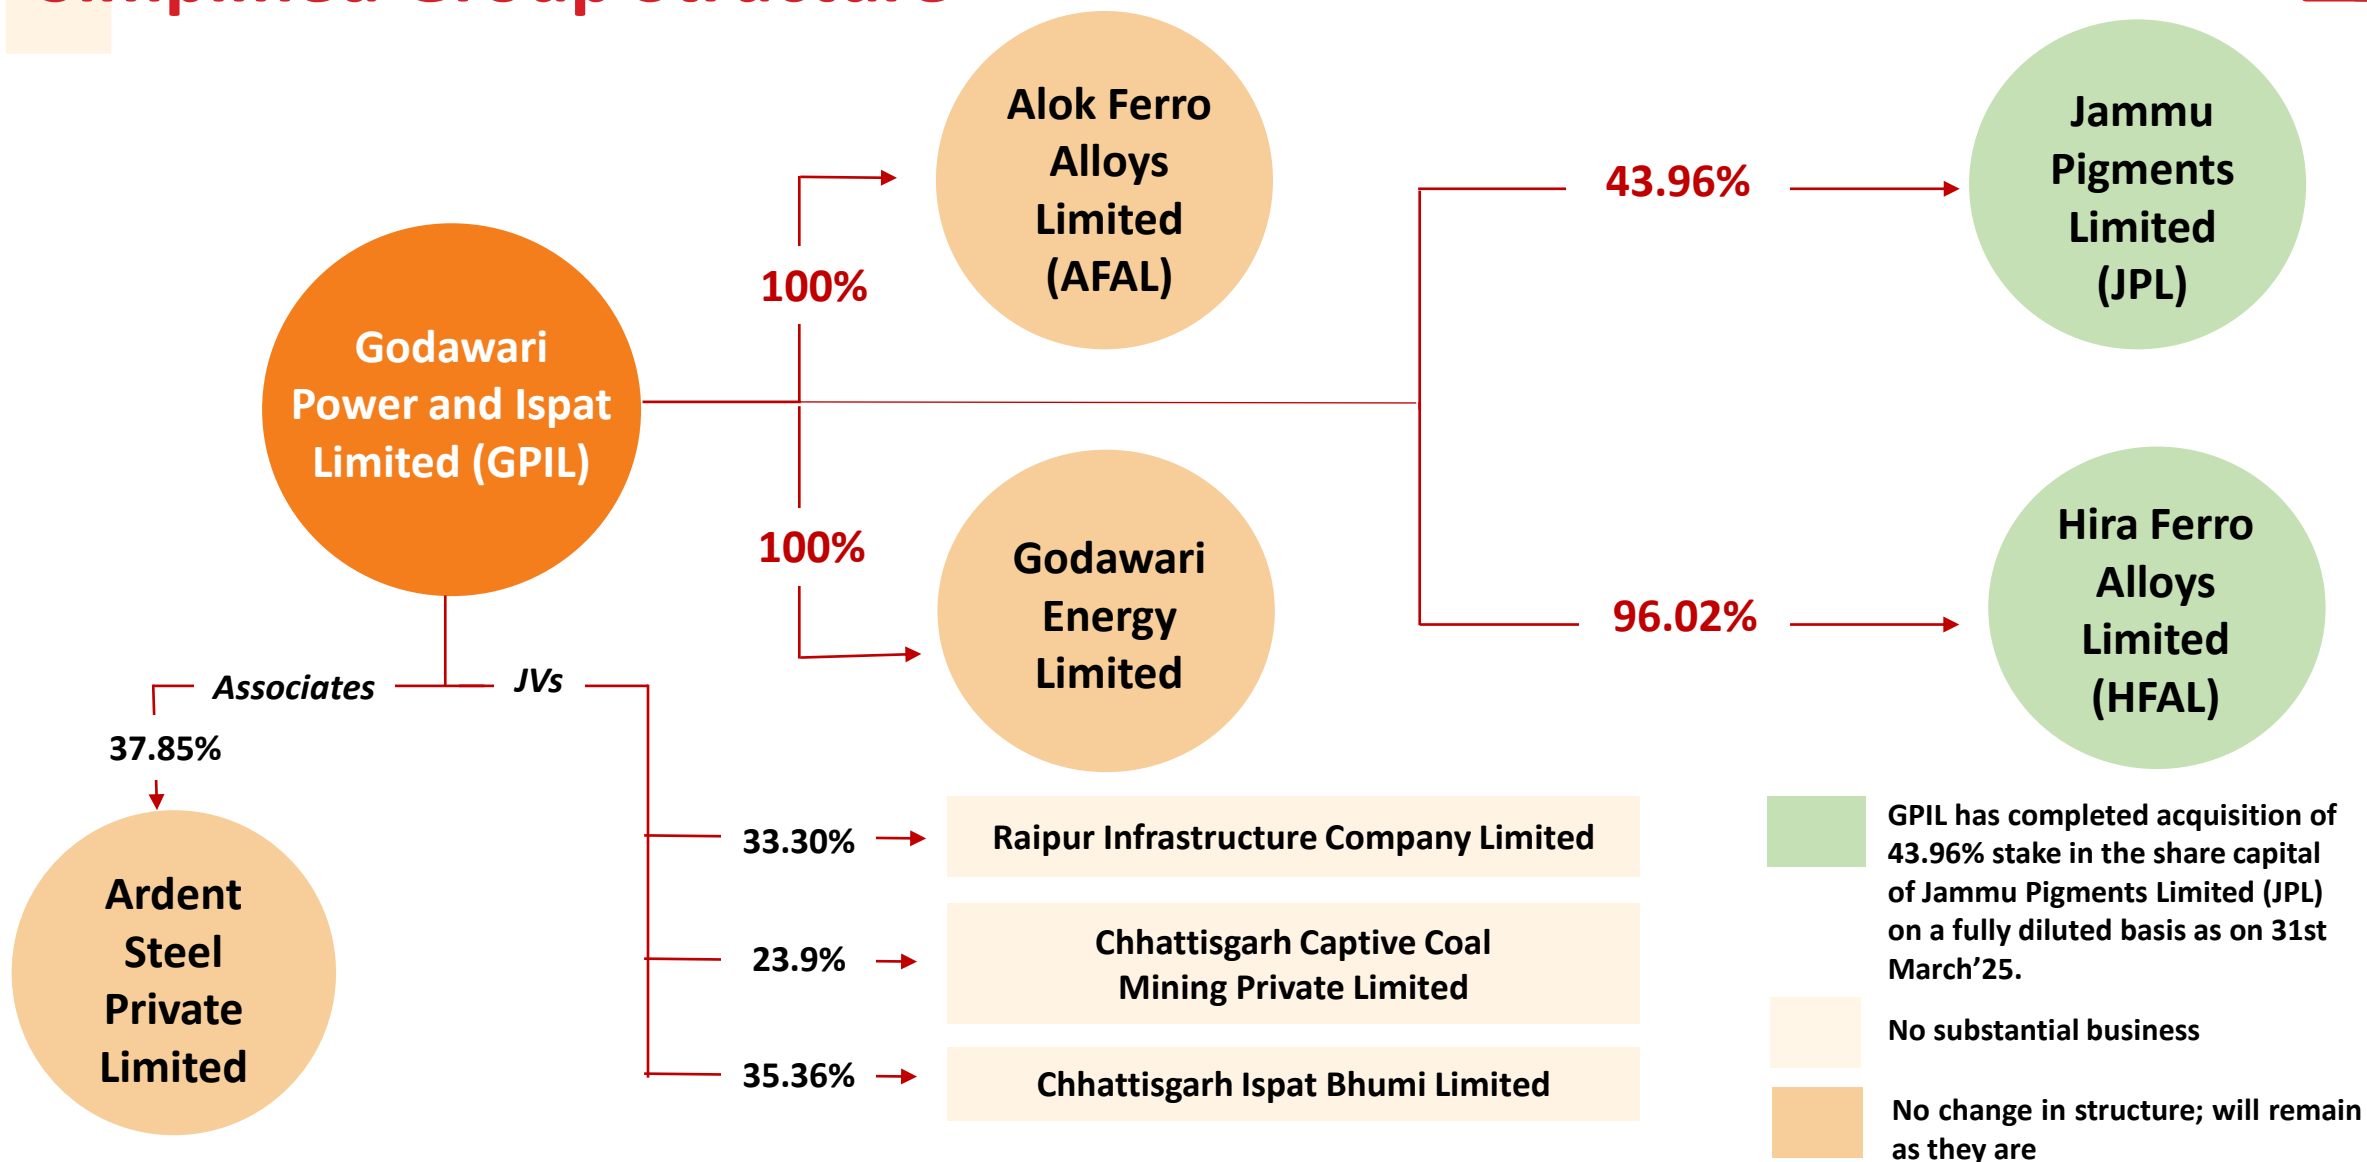 Simplified Group Structure
Alok Ferro
Alloys
Limited
(AFAL)
Jammu
Pigments
Limited
(JPL)
43.96%
100%
Godawari
Power and Ispat
Limited (GPIL)
100%
Godawari
Energy
Limited
Hira Ferro
Alloys
Limited
(HFAL)
96.02%
Associates
JVs
37.85%
Ardent
Steel
Private
Limited
33.30%
Raipur Infrastructure Company Limited
23.9%
Chhattisgarh Captive Coal
Mining Private Limited
35.36%
Chhattisgarh Ispat Bhumi Limited
GPIL has completed acquisition of
43.96% stake in the share capital
of Jammu Pigments Limited (JPL)
on a fully diluted basis as on 31st
March’25.
No substantial business
No change in structure; will remain
as they are